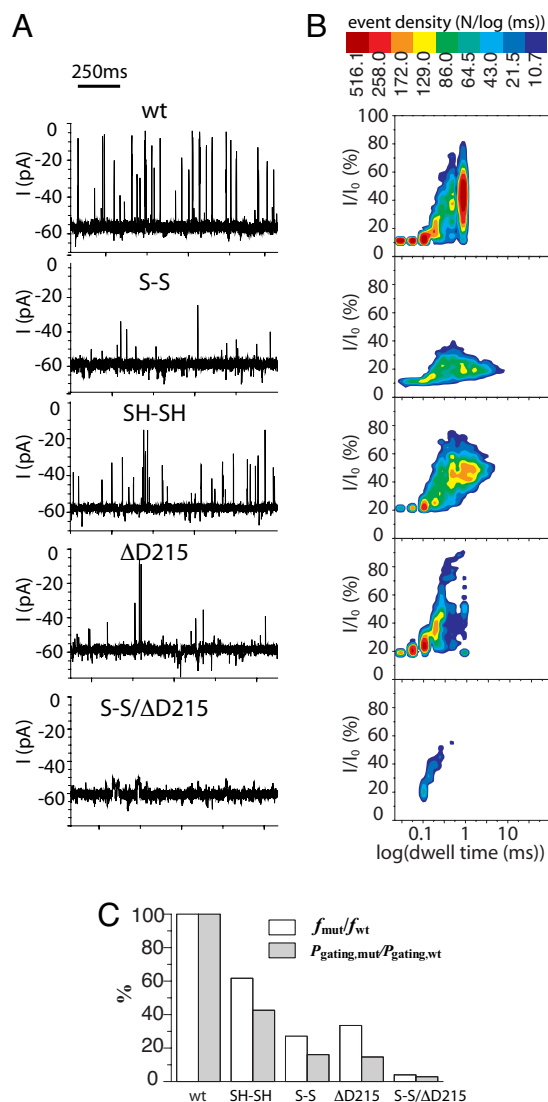 A
250ms
wt
0
-20
-40
-60
I (pA)
S-S
0
-20
-40
-60
I (pA)
SH-SH
0
-20
-40
-60
I (pA)
ΔD215
0
-20
-40
-60
I (pA)
S-S/ΔD215
0
-20
-40
-60
I (pA)
B
event density (N/log (ms))
516.1 258.0 172.0 129.0 86.0 64.5 43.0 21.5 10.7
100
80
60
40
20
0
I/I₀ (%)
80
60
40
20
0
I/I₀ (%)
80
60
40
20
0
I/I₀ (%)
80
60
40
20
0
I/I₀ (%)
80
60
40
20
0
I/I₀ (%)
0.1 1 10
log(dwell time (ms))
C
100
80
60
40
20
0
%
f mut/f wt
P gating,mut/P gating,wt
wt SH-SH S-S ΔD215 S-S/ΔD215